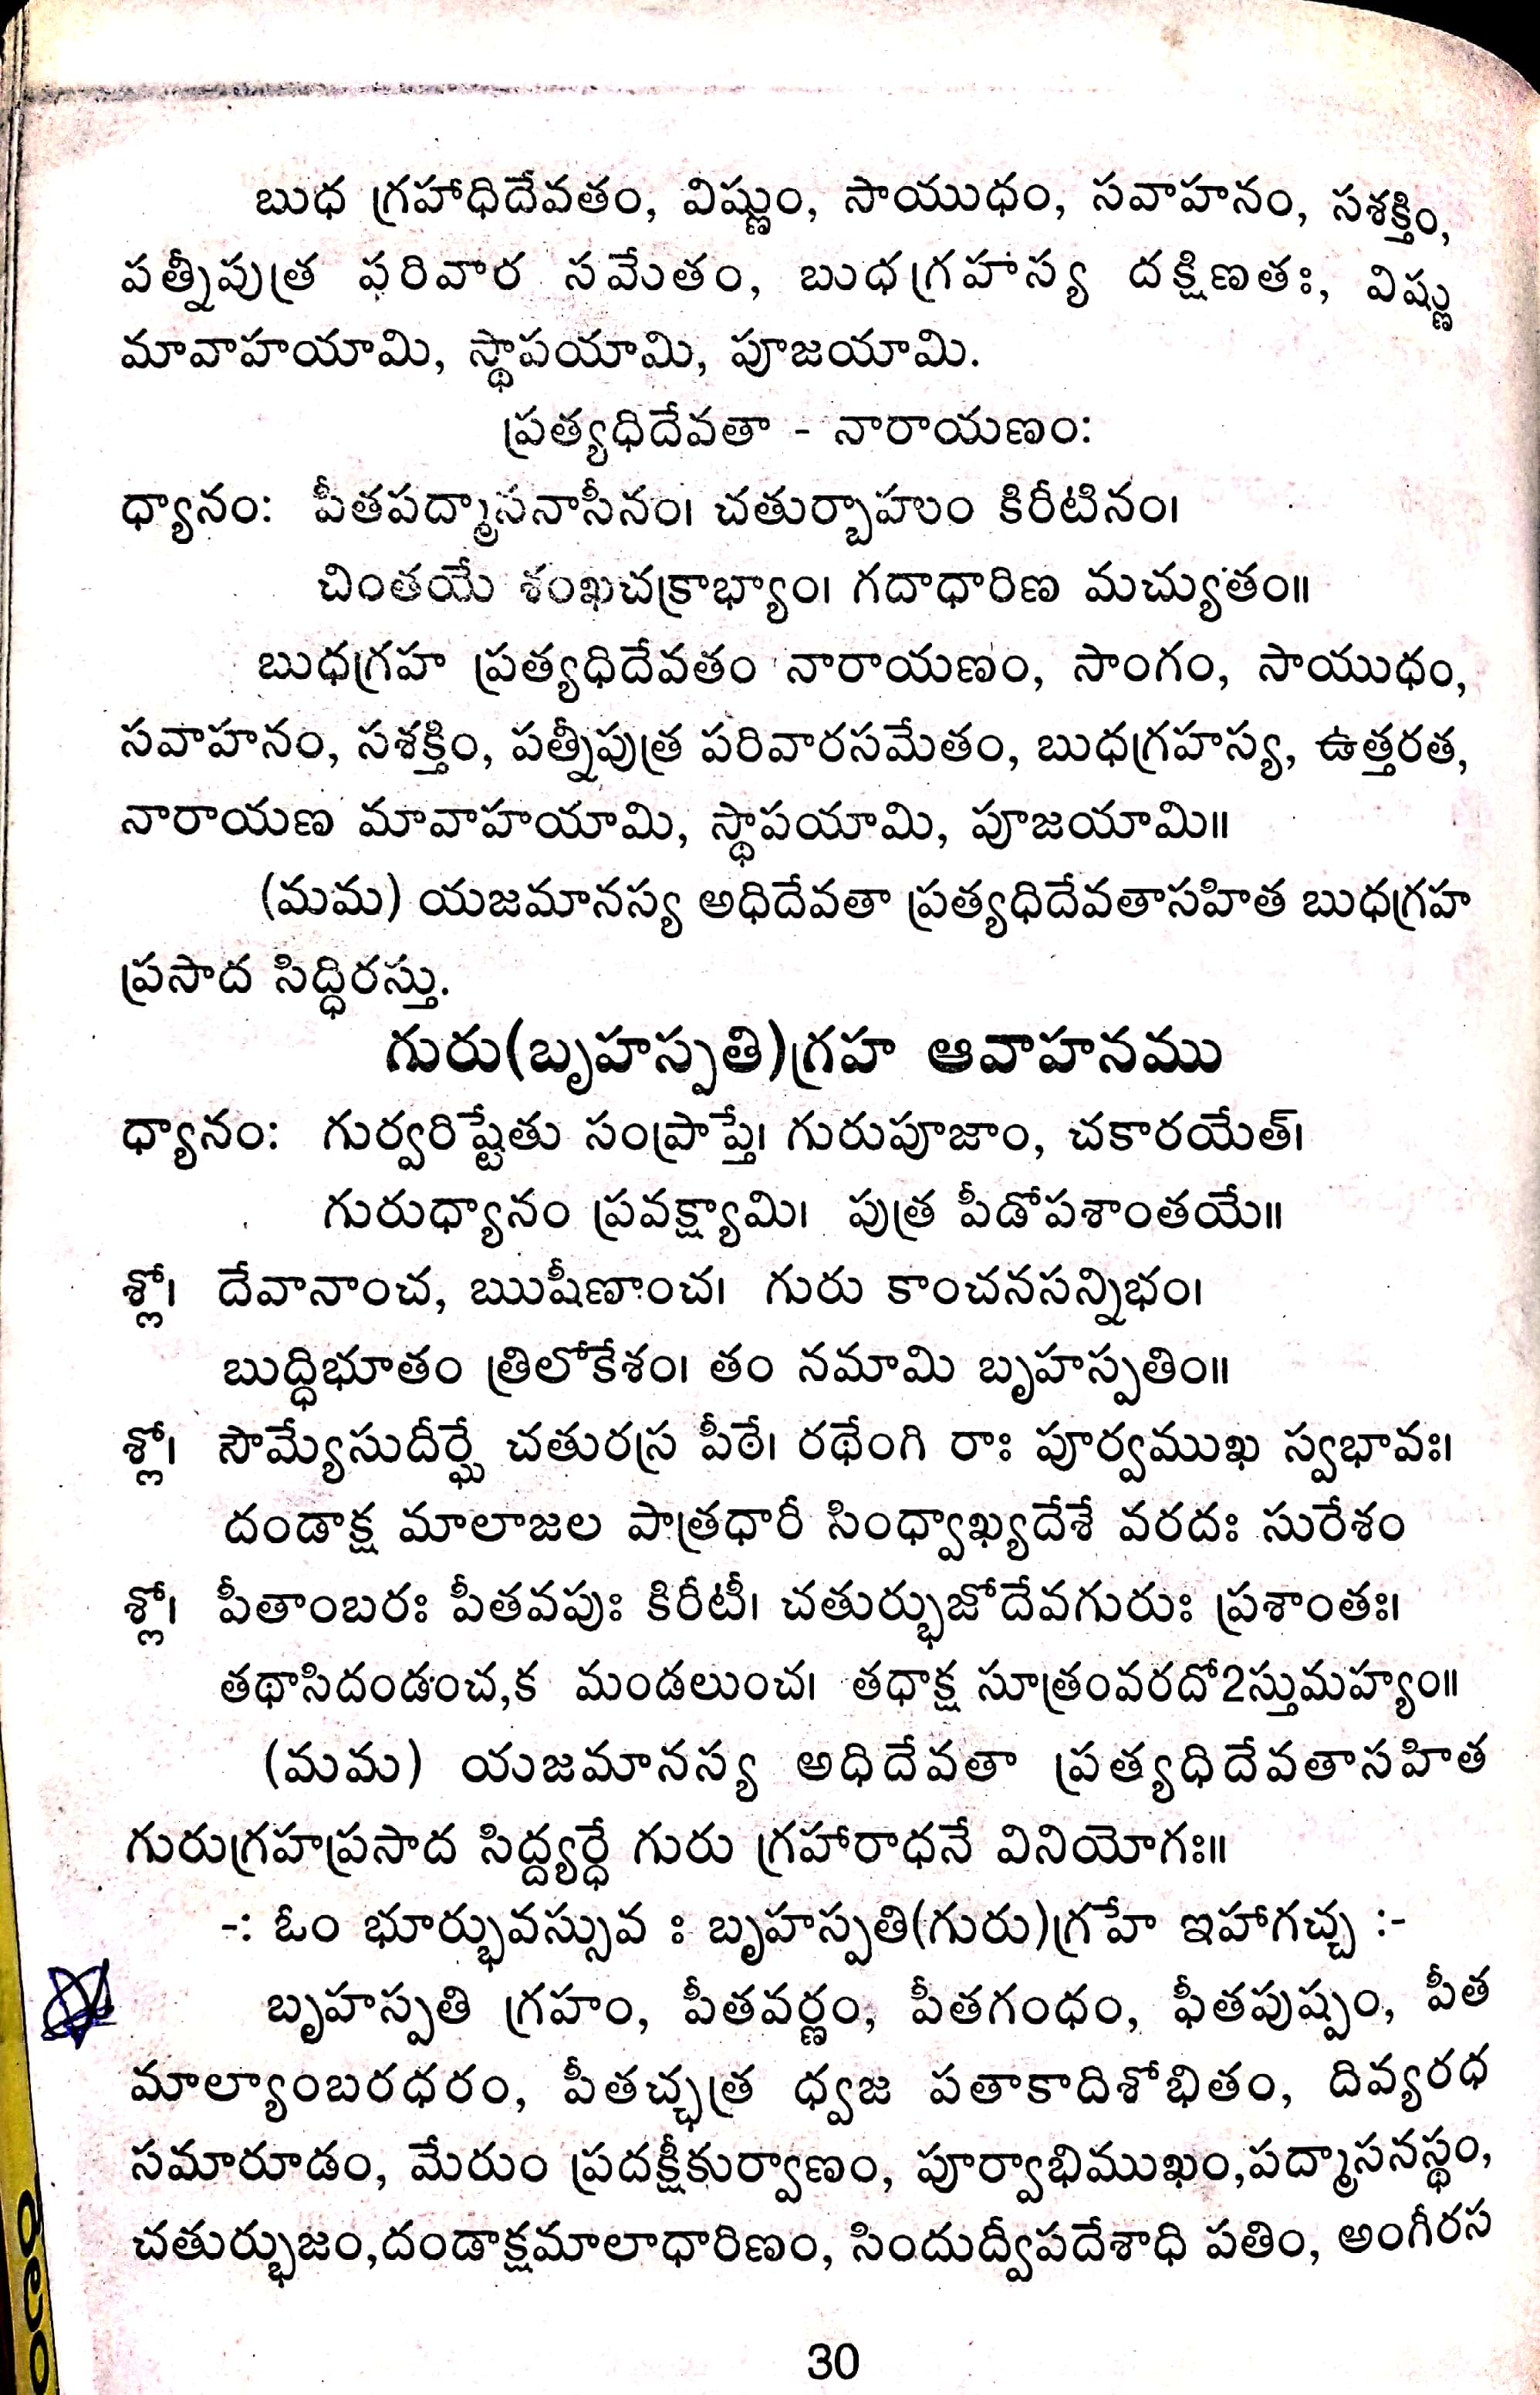 బుధ గ్రహాధిదేవతం, విష్ణుం, సాయుధం, సవాహనం, సశక్తిం,
పత్నీపుత్ర పరివార సమేతం, బుధగ్రహస్య దక్షిణతః, విష్ణు
మావాహయామి, స్థాపయామి, పూజయామి.
ప్రత్యధిదేవతా - నారాయణం:
ధ్యానం: పీతపద్మాసనాసీనం। చతుర్బాహుం కిరీటినం।
చింతయే శంఖచక్రాభ్యాం। గదాధారిణ మచ్యుతం॥
బుధగ్రహ ప్రత్యధిదేవతం నారాయణం, సాంగం, సాయుధం,
సవాహనం, సశక్తిం, పత్నీపుత్ర పరివారసమేతం, బుధగ్రహస్య, ఉత్తరత,
నారాయణ మావాహయామి, స్థాపయామి, పూజయామి॥
(మమ) యజమానస్య అధిదేవతా ప్రత్యధిదేవతాసహిత బుధగ్రహ
ప్రసాద సిద్ధిరస్తు.
గురు(బృహస్పతి)గ్రహ ఆవాహనము
ధ్యానం: గుర్వరిష్టేతు సంప్రాప్తే। గురుపూజాం, చకారయేత్।
గురుధ్యానం ప్రవక్ష్యామి। పుత్ర పీడోపశాంతయే॥
శ్లో। దేవానాంచ, ఋషీణాంచ। గురు కాంచనసన్నిభం।
బుద్ధిభూతం త్రిలోకేశం। తం నమామి బృహస్పతిం॥
శ్లో। సౌమ్యేసుదీర్ఘే చతురస్ర పీఠే। రథేంగి రాః పూర్వముఖ స్వభావః।
దండాక్ష మాలాజల పాత్రధారీ సింధ్వాఖ్యదేశే వరదః సురేశం
శ్లో। పీతాంబరః పీతవపుః కిరీటీ। చతుర్భుజోదేవగురుః ప్రశాంతః।
తథాసిదండంచ,క మండలుంచ। తధాక్ష సూత్రంవరదో2స్తుమహ్యం॥
(మమ) యజమానస్య అధిదేవతా ప్రత్యధిదేవతాసహిత
గురుగ్రహప్రసాద సిద్ద్యర్ధే గురు గ్రహారాధనే వినియోగః॥
-: ఓం భూర్భువస్సువ ః బృహస్పతి(గురు)గ్రహే ఇహాగచ్ఛ :-
బృహస్పతి గ్రహం, పీతవర్ణం, పీతగంధం, ఫీతపుష్పం, పీత
మాల్యాంబరధరం, పీతచ్ఛత్ర ధ్వజ పతాకాదిశోభితం, దివ్యరధ
సమారూడం, మేరుం ప్రదక్షీకుర్వాణం, పూర్వాభిముఖం,పద్మాసనస్థం,
చతుర్భుజం,దండాక్షమాలాధారిణం, సిందుద్వీపదేశాధి పతిం, అంగీరస
30